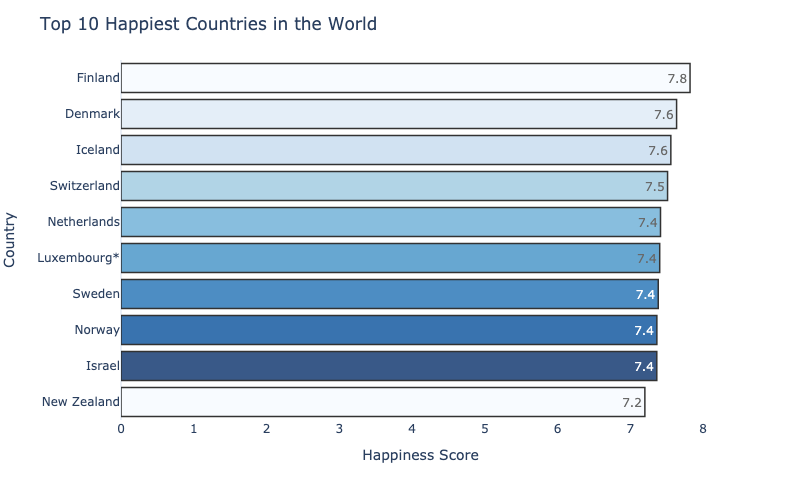 Top 10 Happiest Countries in the World
Country
Finland 7.8
Denmark 7.6
Iceland 7.6
Switzerland 7.5
Netherlands 7.4
Luxembourg* 7.4
Sweden 7.4
Norway 7.4
Israel 7.4
New Zealand 7.2
0 1 2 3 4 5 6 7 8
Happiness Score